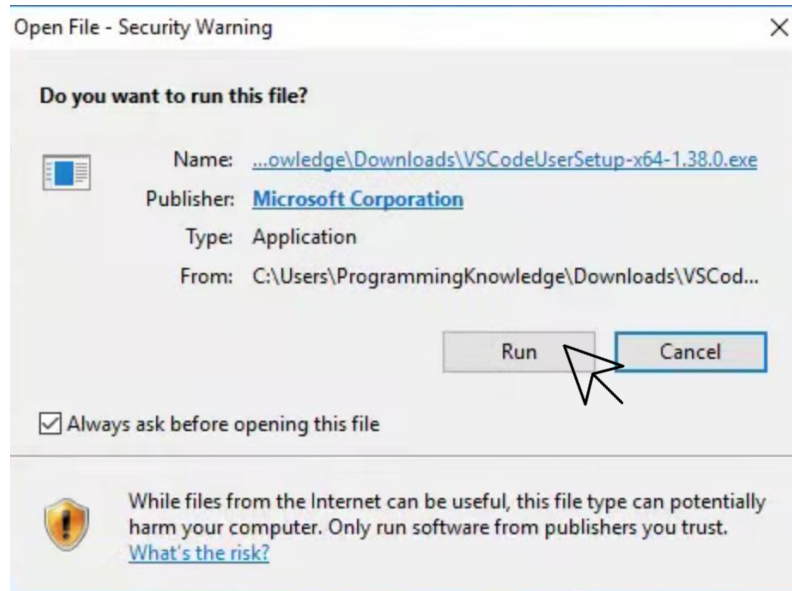 Open File - Security Warning
Do you want to run this file?
Name: ...owledge\Downloads\VSCodeUserSetup-x64-1.38.0.exe
Publisher: Microsoft Corporation
Type: Application
From: C:\Users\ProgrammingKnowledge\Downloads\VSCod...
Run Cancel
Always ask before opening this file
While files from the Internet can be useful, this file type can potentially
harm your computer. Only run software from publishers you trust.
What's the risk?